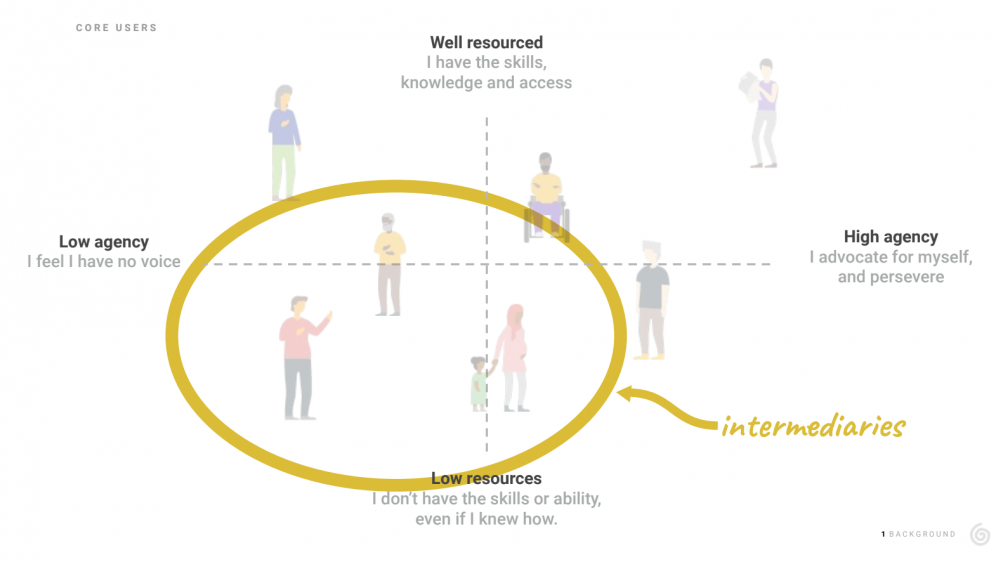 CORE USERS
Well resourced
I have the skills,
knowledge and access
Low agency
I feel I have no voice
High agency
I advocate for myself,
and persevere
intermediaries
Low resources
I don’t have the skills or ability,
even if I knew how.
1 BACKGROUND